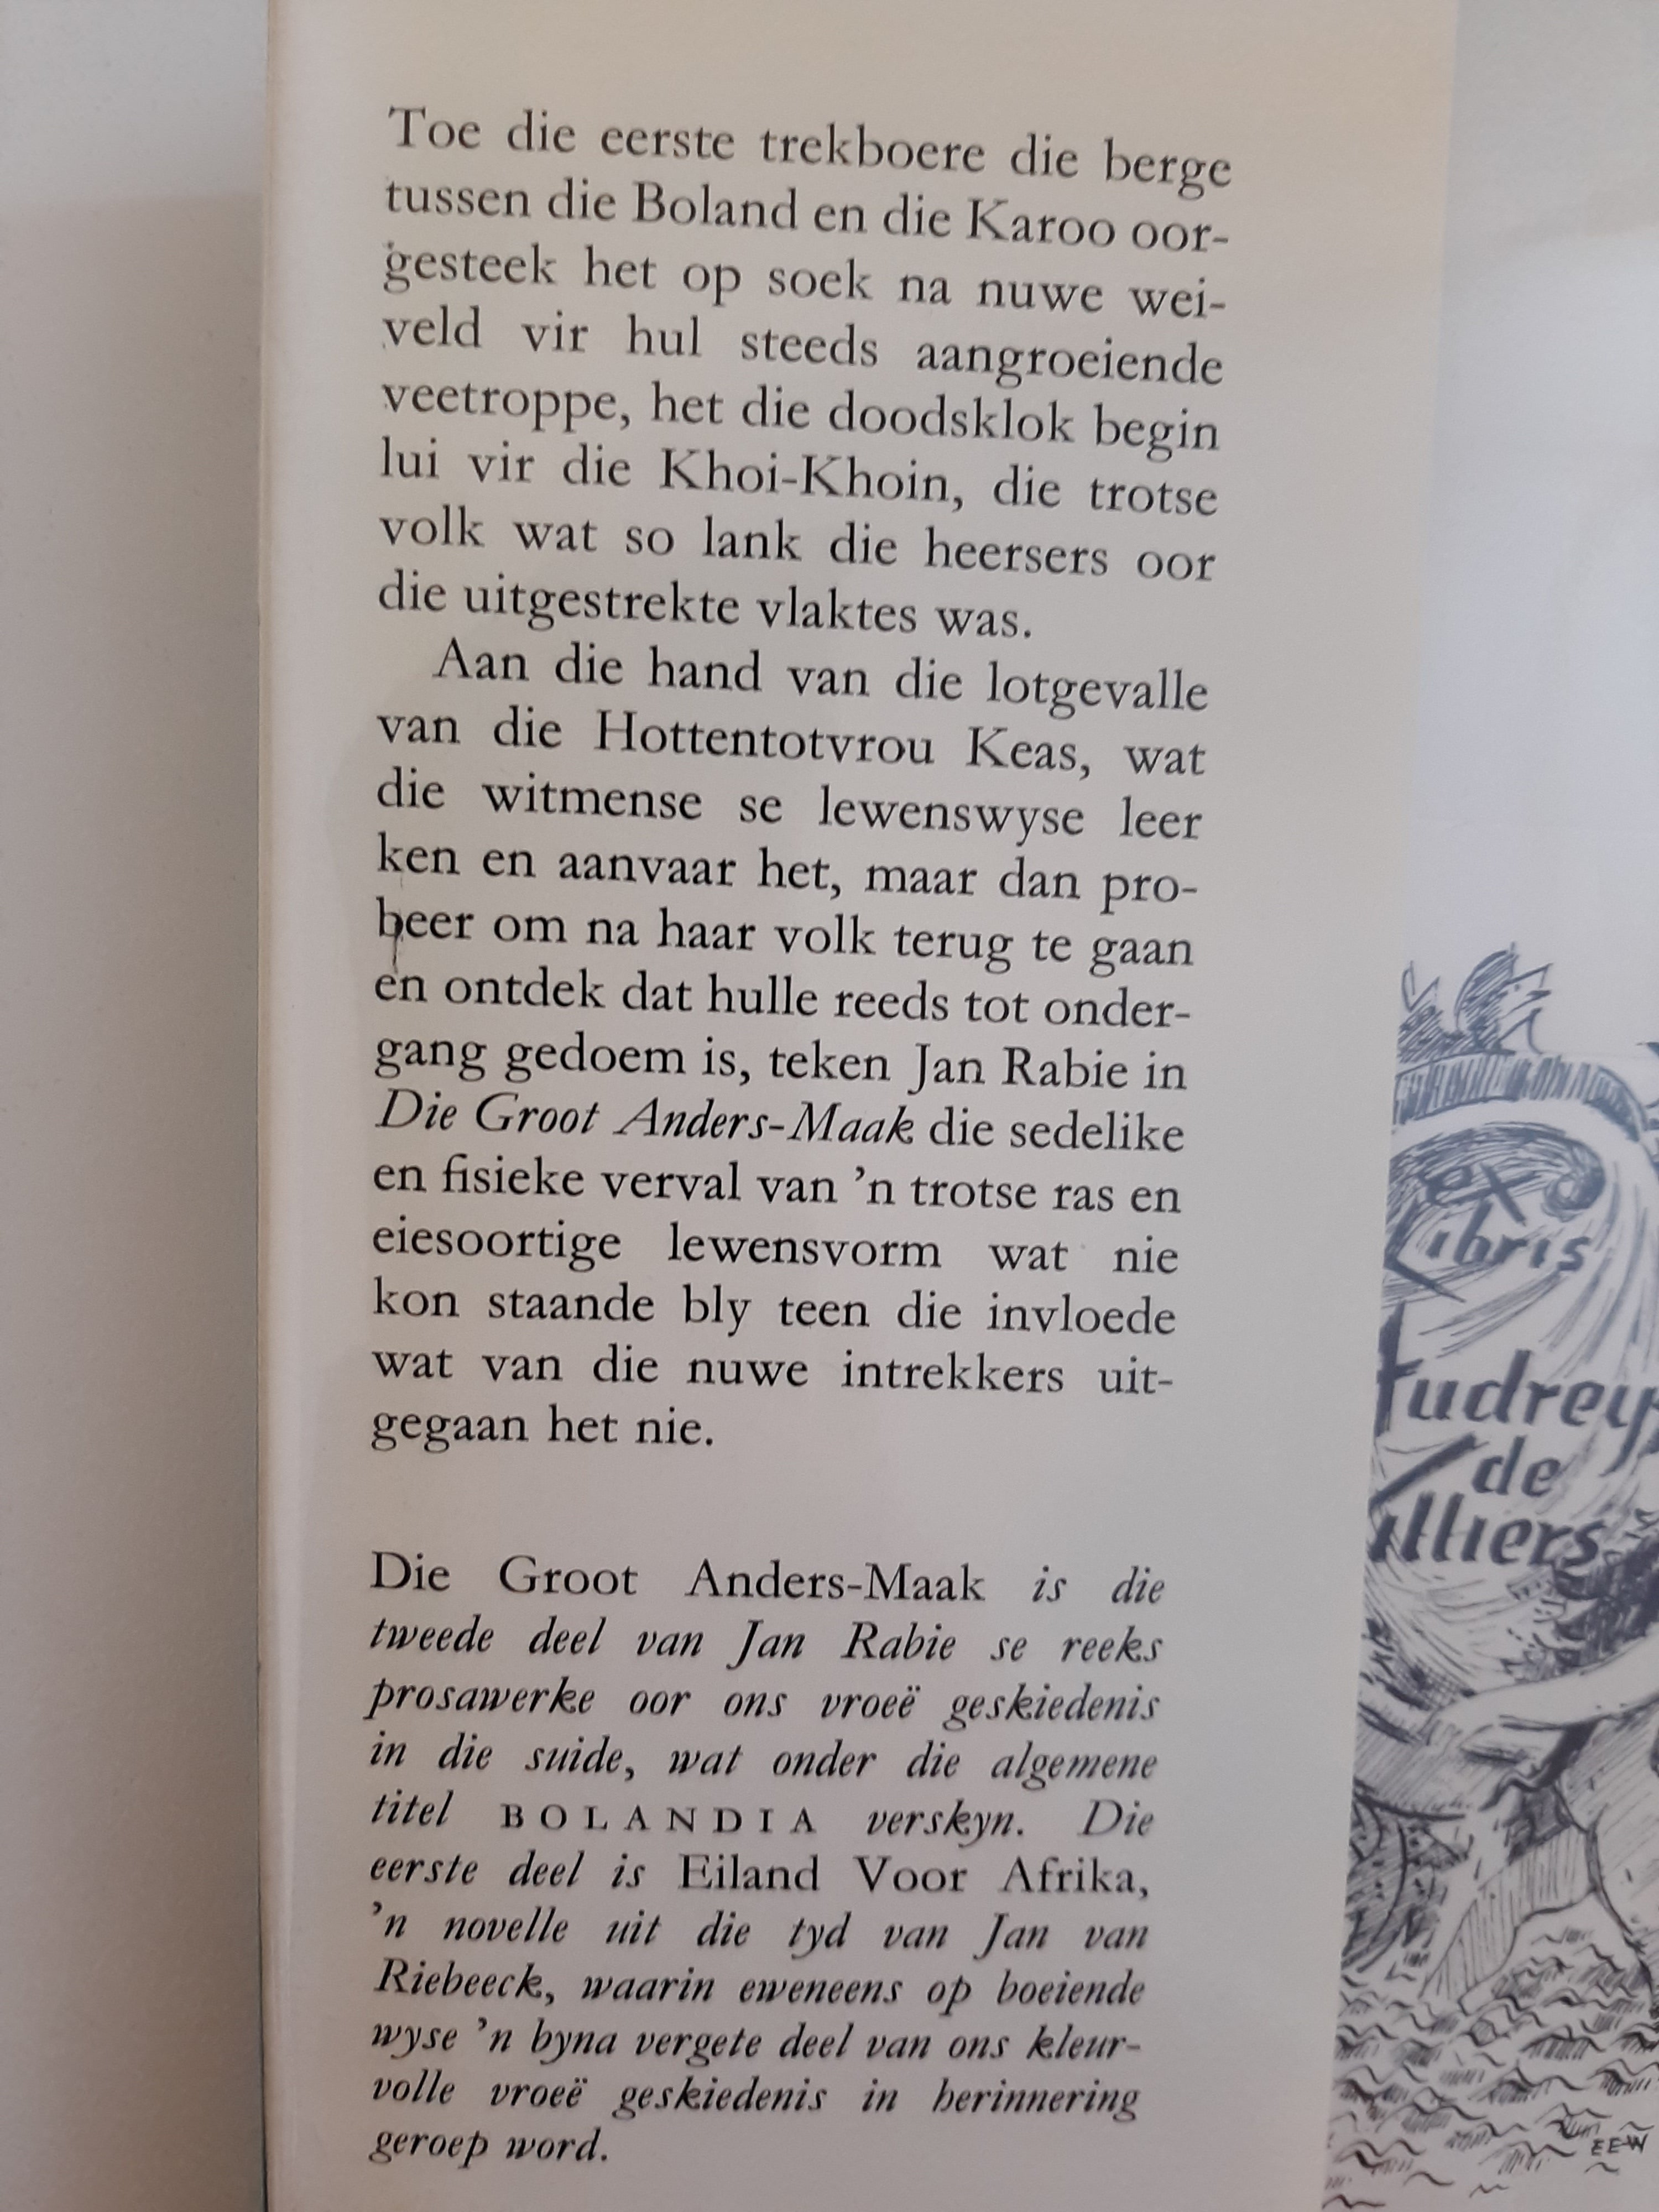 Toe die eerste trekboere die berge
tussen die Boland en die Karoo oor-
gesteek het op soek na nuwe wei-
veld vir hul steeds aangroeiende
veetroppe, het die doodsklok begin
lui vir die Khoi-Khoin, die trotse
volk wat so lank die heersers oor
die uitgestrekte vlaktes was.
Aan die hand van die lotgevalle
van die Hottentotvrou Keas, wat
die witmense se lewenswyse leer
ken en aanvaar het, maar dan pro-
beer om na haar volk terug te gaan
en ontdek dat hulle reeds tot onder-
gang gedoem is, teken Jan Rabie in
Die Groot Anders-Maak die sedelike
en fisieke verval van ’n trotse ras en
eiesoortige lewensvorm wat nie
kon staande bly teen die invloede
wat van die nuwe intrekkers uit-
gegaan het nie.
Die Groot Anders-Maak is die
tweede deel van Jan Rabie se reeks
prosawerke oor ons vroeë geskiedenis
in die suide, wat onder die algemene
titel BOLANDIA verskyn. Die
eerste deel is Eiland Voor Afrika,
’n novelle uit die tyd van Jan van
Riebeeck, waarin eweneens op boeiende
wyse ’n byna vergete deel van ons kleur-
volle vroeë geskiedenis in herinnering
geroep word.
ex
Libris
Audrey
de
Villiers
EEW